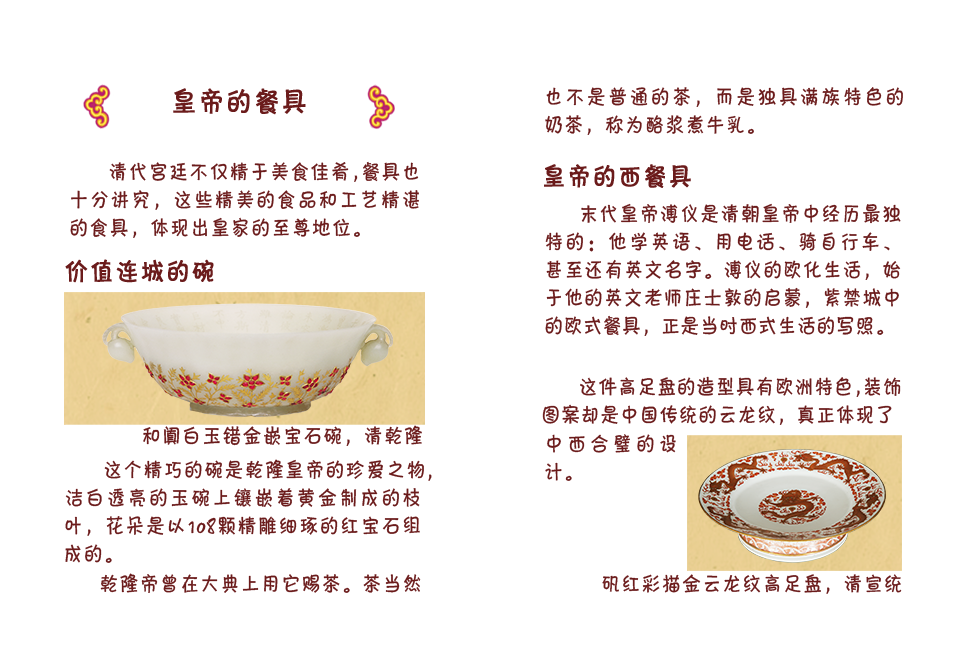 皇帝的餐具
清代宫廷不仅精于美食佳肴,餐具也
十分讲究，这些精美的食品和工艺精谌
的食具，体现出皇家的至尊地位。
价值连城的碗
和阗白玉错金嵌宝石碗，清乾隆
这个精巧的碗是乾隆皇帝的珍爱之物,
洁白透亮的玉碗上镶嵌着黄金制成的枝
叶，花朵是以108颗精雕细琢的红宝石组
成的。
乾隆帝曾在大典上用它赐茶。茶当然
也不是普通的茶，而是独具满族特色的
奶茶，称为酪浆煮牛乳。
皇帝的西餐具
末代皇帝溥仪是清朝皇帝中经历最独
特的：他学英语、用电话、骑自行车、
甚至还有英文名字。溥仪的欧化生活，始
于他的英文老师庄士敦的启蒙，紫禁城中
的欧式餐具，正是当时西式生活的写照。
这件高足盘的造型具有欧洲特色,装饰
图案却是中国传统的云龙纹，真正体现了
中西合璧的设
计。
矾红彩描金云龙纹高足盘，清宣统